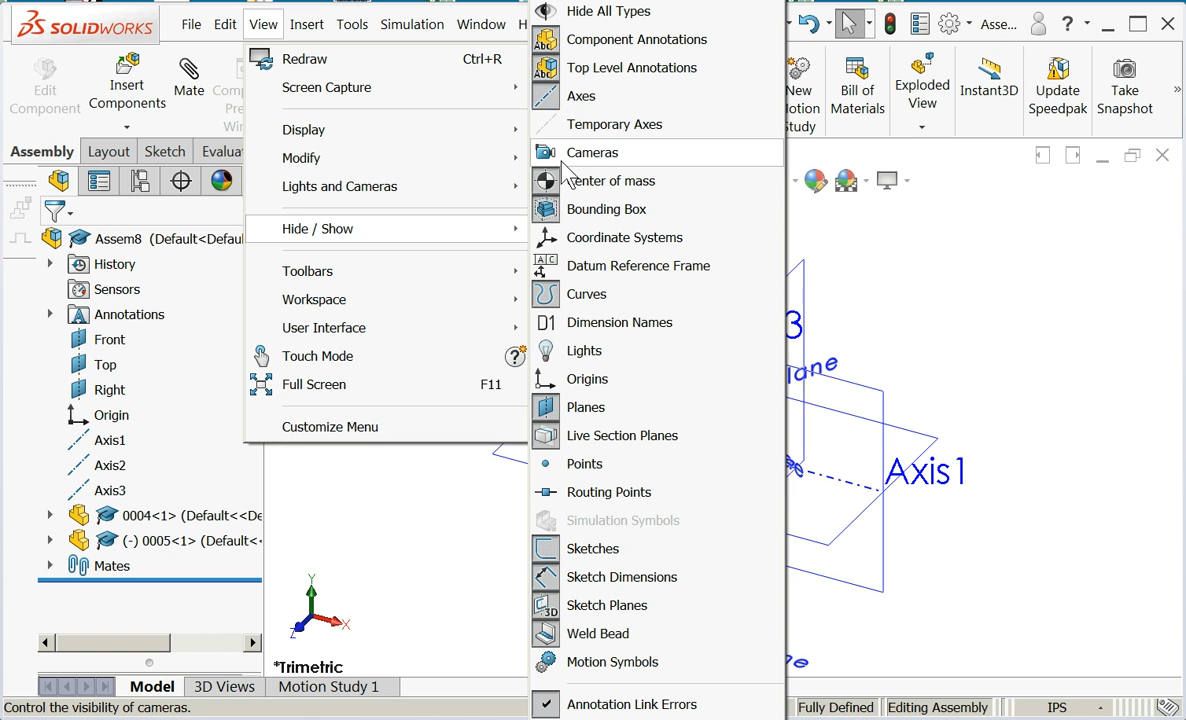 SOLIDWORKS
File Edit View Insert Tools Simulation Window H
Asse...
Edit Component
Insert Components
Mate
New Motion Study
Bill of Materials
Exploded View
Instant3D
Update Speedpak
Take Snapshot
Assembly Layout Sketch Evalua
Assem8 (Default<Defaul
History
Sensors
Annotations
Front
Top
Right
Origin
Axis1
Axis2
Axis3
0004<1> (Default<<De
(-) 0005<1> (Default<
Mates
Redraw Ctrl+R
Screen Capture
Display
Modify
Lights and Cameras
Hide / Show
Toolbars
Workspace
User Interface
Touch Mode
Full Screen F11
Customize Menu
Hide All Types
Component Annotations
Top Level Annotations
Axes
Temporary Axes
Cameras
enter of mass
Bounding Box
Coordinate Systems
Datum Reference Frame
Curves
Dimension Names
Lights
Origins
Planes
Live Section Planes
Points
Routing Points
Simulation Symbols
Sketches
Sketch Dimensions
Sketch Planes
Weld Bead
Motion Symbols
Annotation Link Errors
3
lane
Axis1
Y
X
Z
*Trimetric
Model 3D Views Motion Study 1
Control the visibility of cameras.
Fully Defined Editing Assembly IPS